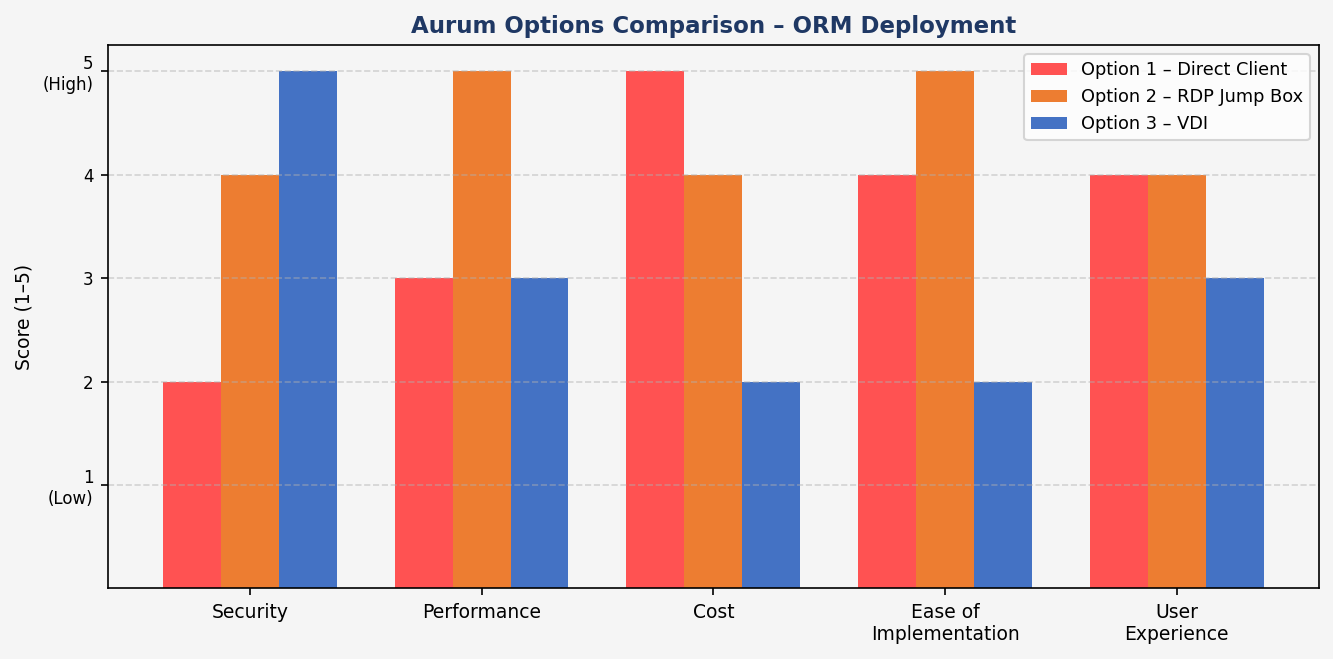 Aurum Options Comparison – ORM Deployment
Option 1 – Direct Client
Option 2 – RDP Jump Box
Option 3 – VDI
Score (1–5)
5
(High)
4
3
2
1
(Low)
Security
Performance
Cost
Ease of
Implementation
User
Experience